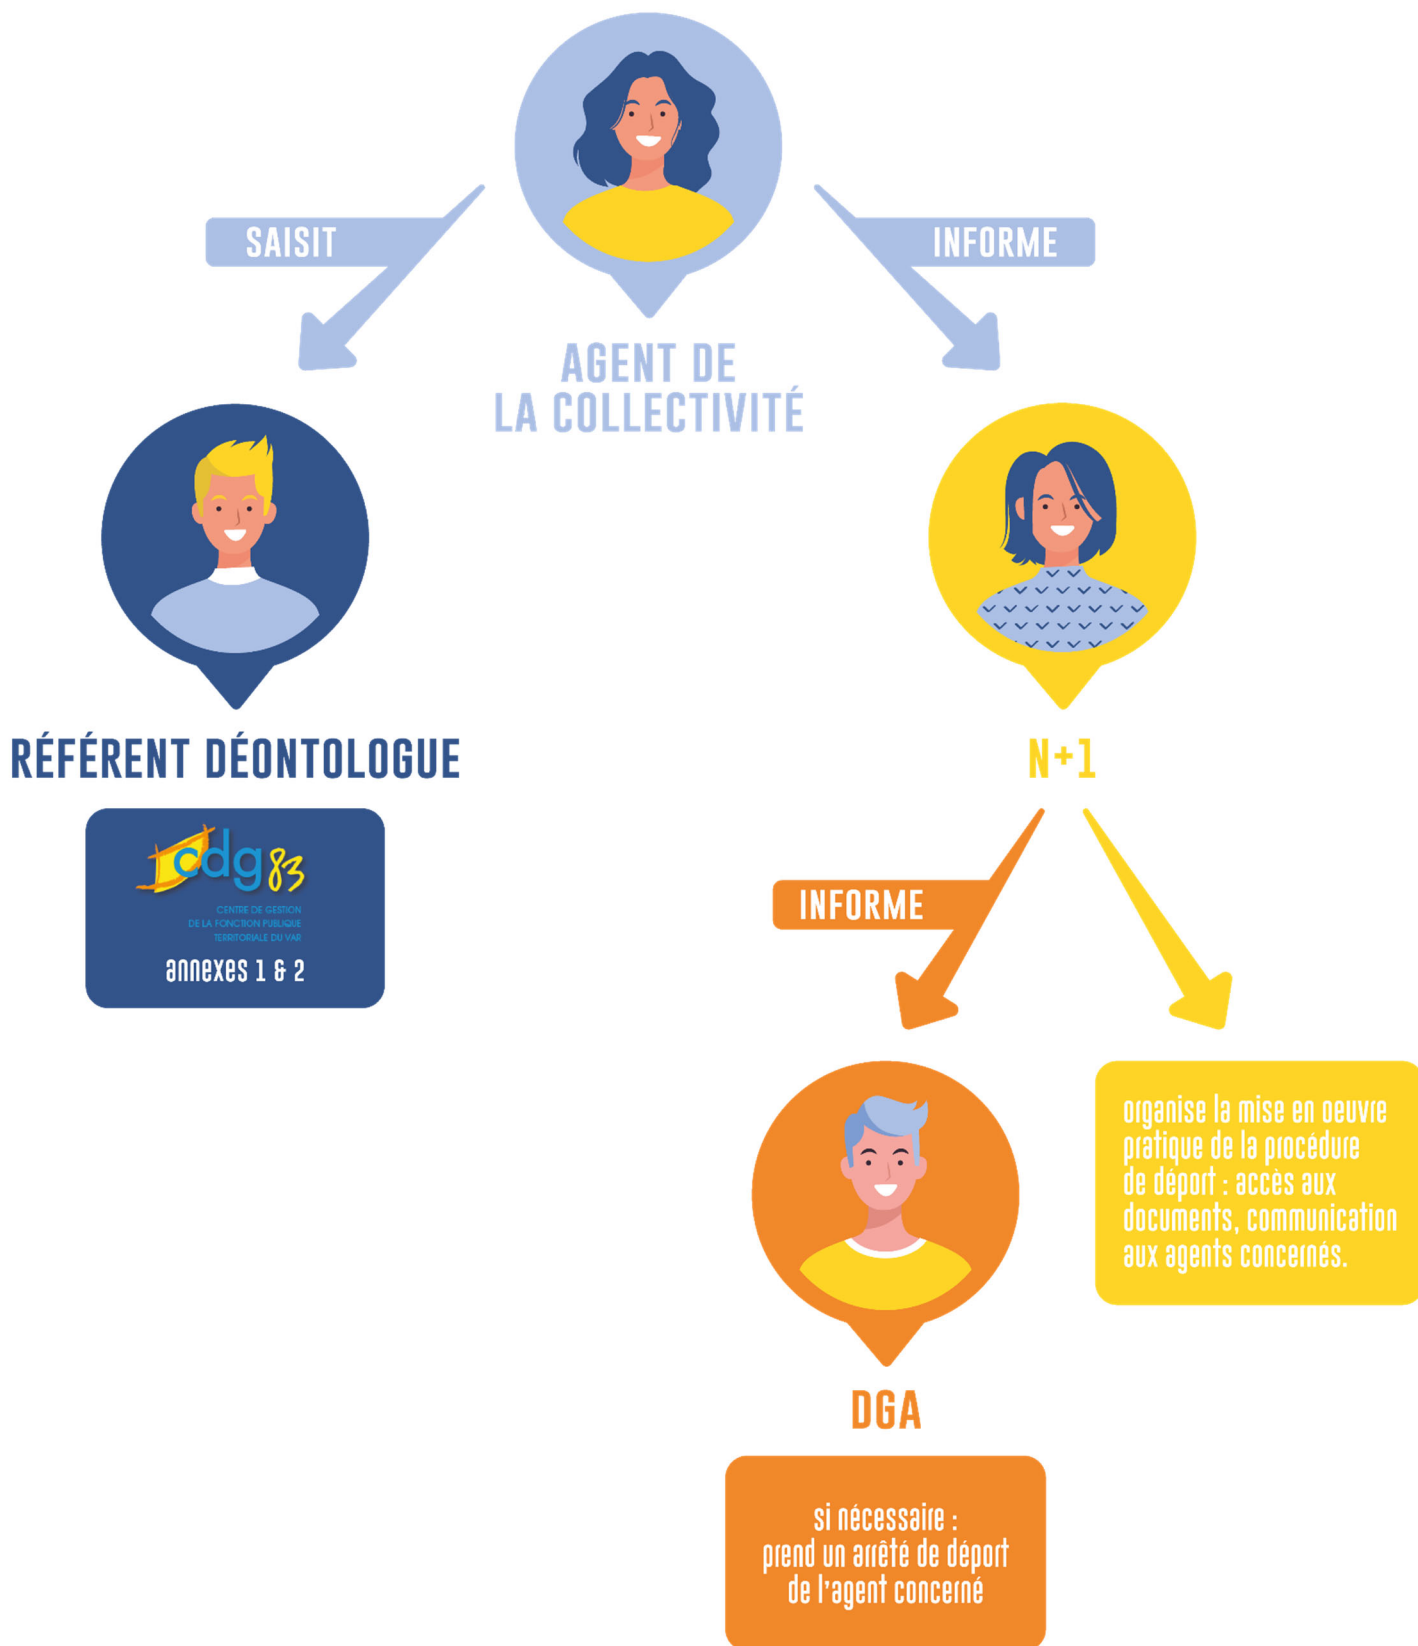 SAISIT
INFORME
AGENT DE
LA COLLECTIVITÉ
RÉFÉRENT DÉONTOLOGUE
cdg83
CENTRE DE GESTION
DE LA FONCTION PUBLIQUE
TERRITORIALE DU VAR
annexes 1 & 2
N+1
INFORME
organise la mise en oeuvre
pratique de la procédure
de déport : accès aux
documents, communication
aux agents concernés.
DGA
si nécessaire :
prend un arrêté de déport
de l'agent concerné